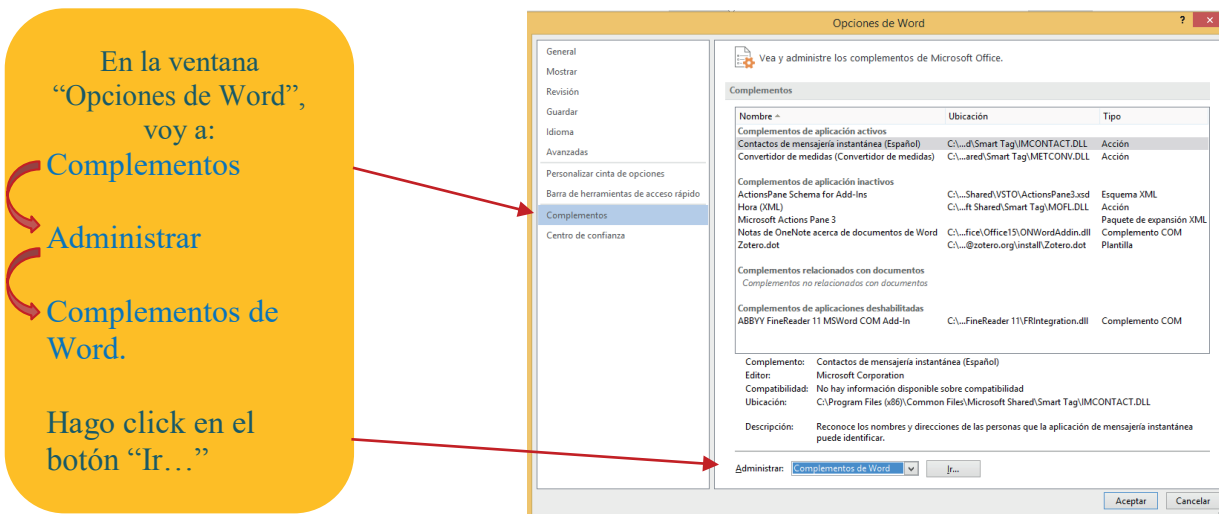 En la ventana
“Opciones de Word”,
voy a:
Complementos
Administrar
Complementos de
Word.
Hago click en el
botón “Ir…”
Opciones de Word
?
General
Mostrar
Revisión
Guardar
Idioma
Avanzadas
Personalizar cinta de opciones
Barra de herramientas de acceso rápido
Complementos
Centro de confianza
Vea y administre los complementos de Microsoft Office.
Complementos
Nombre Ubicación Tipo
Complementos de aplicación activos
Contactos de mensajería instantánea (Español) C:\...d\Smart Tag\IMCONTACT.DLL Acción
Convertidor de medidas (Convertidor de medidas) C:\...ared\Smart Tag\METCONV.DLL Acción
Complementos de aplicación inactivos
ActionsPane Schema for Add-Ins C:\...Shared\VSTO\ActionsPane3.xsd Esquema XML
Hora (XML) C:\...ft Shared\Smart Tag\MOFL.DLL Acción
Microsoft Actions Pane 3 Paquete de expansión XML
Notas de OneNote acerca de documentos de Word C:\...fice\Office15\ONWordAddin.dll Complemento COM
Zotero.dot C:\...@zotero.org\install\Zotero.dot Plantilla
Complementos relacionados con documentos
Complementos no relacionados con documentos
Complementos de aplicaciones deshabilitadas
ABBYY FineReader 11 MSWord COM Add-In C:\...FineReader 11\FRIntegration.dll Complemento COM
Complemento: Contactos de mensajería instantánea (Español)
Editor: Microsoft Corporation
Compatibilidad: No hay información disponible sobre compatibilidad
Ubicación: C:\Program Files (x86)\Common Files\Microsoft Shared\Smart Tag\IMCONTACT.DLL
Descripción: Reconoce los nombres y direcciones de las personas que la aplicación de mensajería instantánea
puede identificar.
Administrar: Complementos de Word Ir...
Aceptar Cancelar